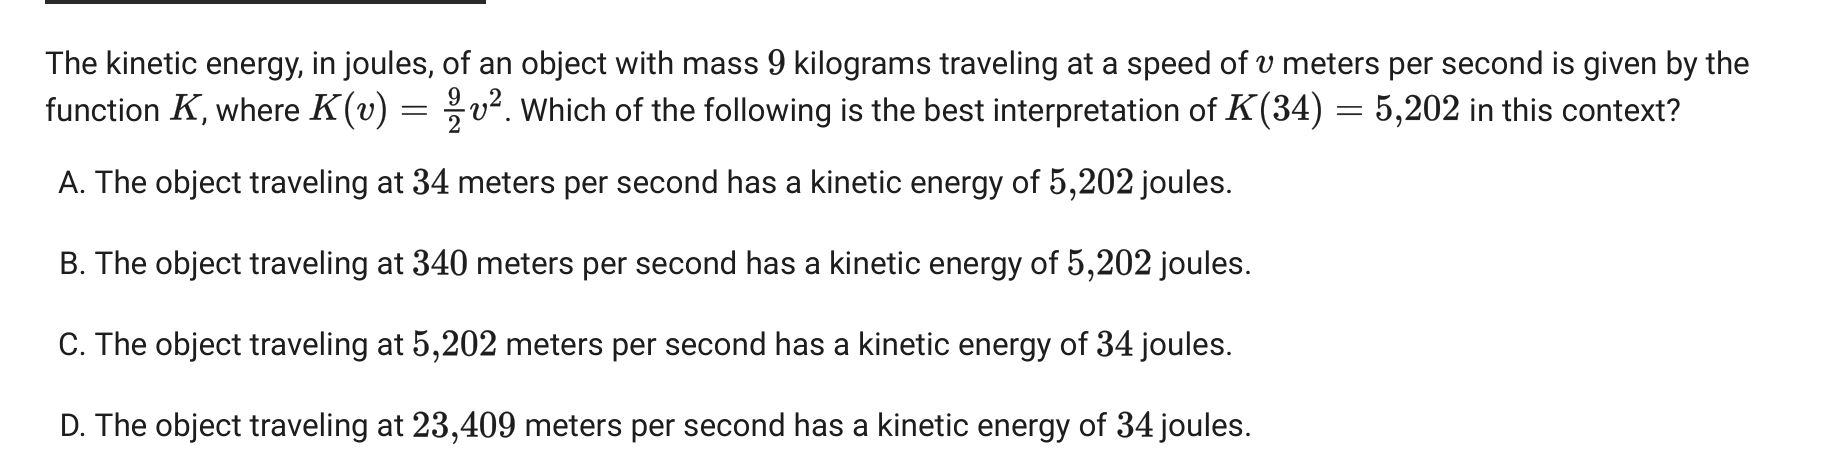 The kinetic energy, in joules, of an object with mass 9 kilograms traveling at a speed of v meters per second is given by the
function K, where K(v) = 9/2 v². Which of the following is the best interpretation of K(34) = 5,202 in this context?
A. The object traveling at 34 meters per second has a kinetic energy of 5,202 joules.
B. The object traveling at 340 meters per second has a kinetic energy of 5,202 joules.
C. The object traveling at 5,202 meters per second has a kinetic energy of 34 joules.
D. The object traveling at 23,409 meters per second has a kinetic energy of 34 joules.